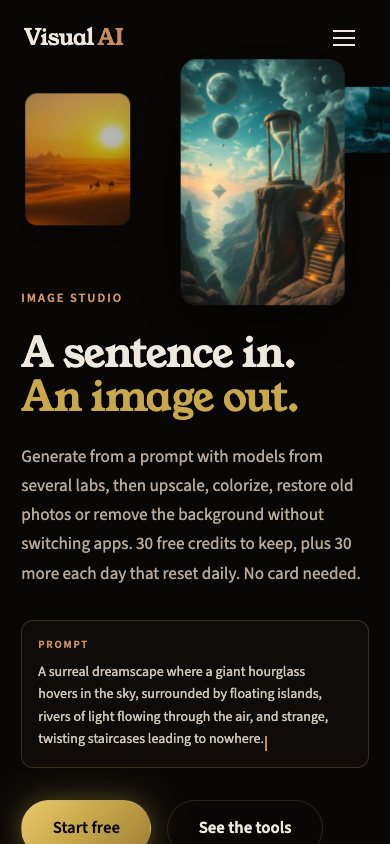 Visual AI
IMAGE STUDIO
A sentence in.
An image out.
Generate from a prompt with models from
several labs, then upscale, colorize, restore old
photos or remove the background without
switching apps. 30 free credits to keep, plus 30
more each day that reset daily. No card needed.
PROMPT
A surreal dreamscape where a giant hourglass
hovers in the sky, surrounded by floating islands,
rivers of light flowing through the air, and strange,
twisting staircases leading to nowhere.
Start free
See the tools